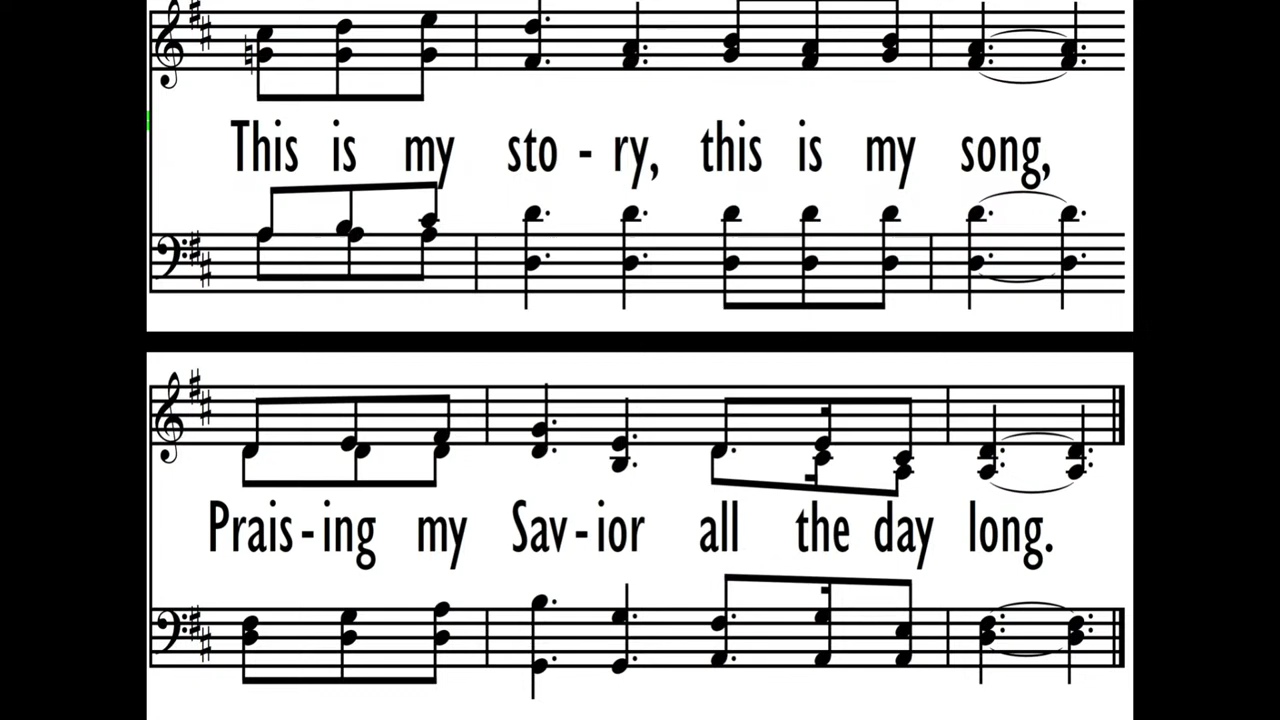 This is my sto - ry, this is my song,
Prais - ing my Sav - ior all the day long.